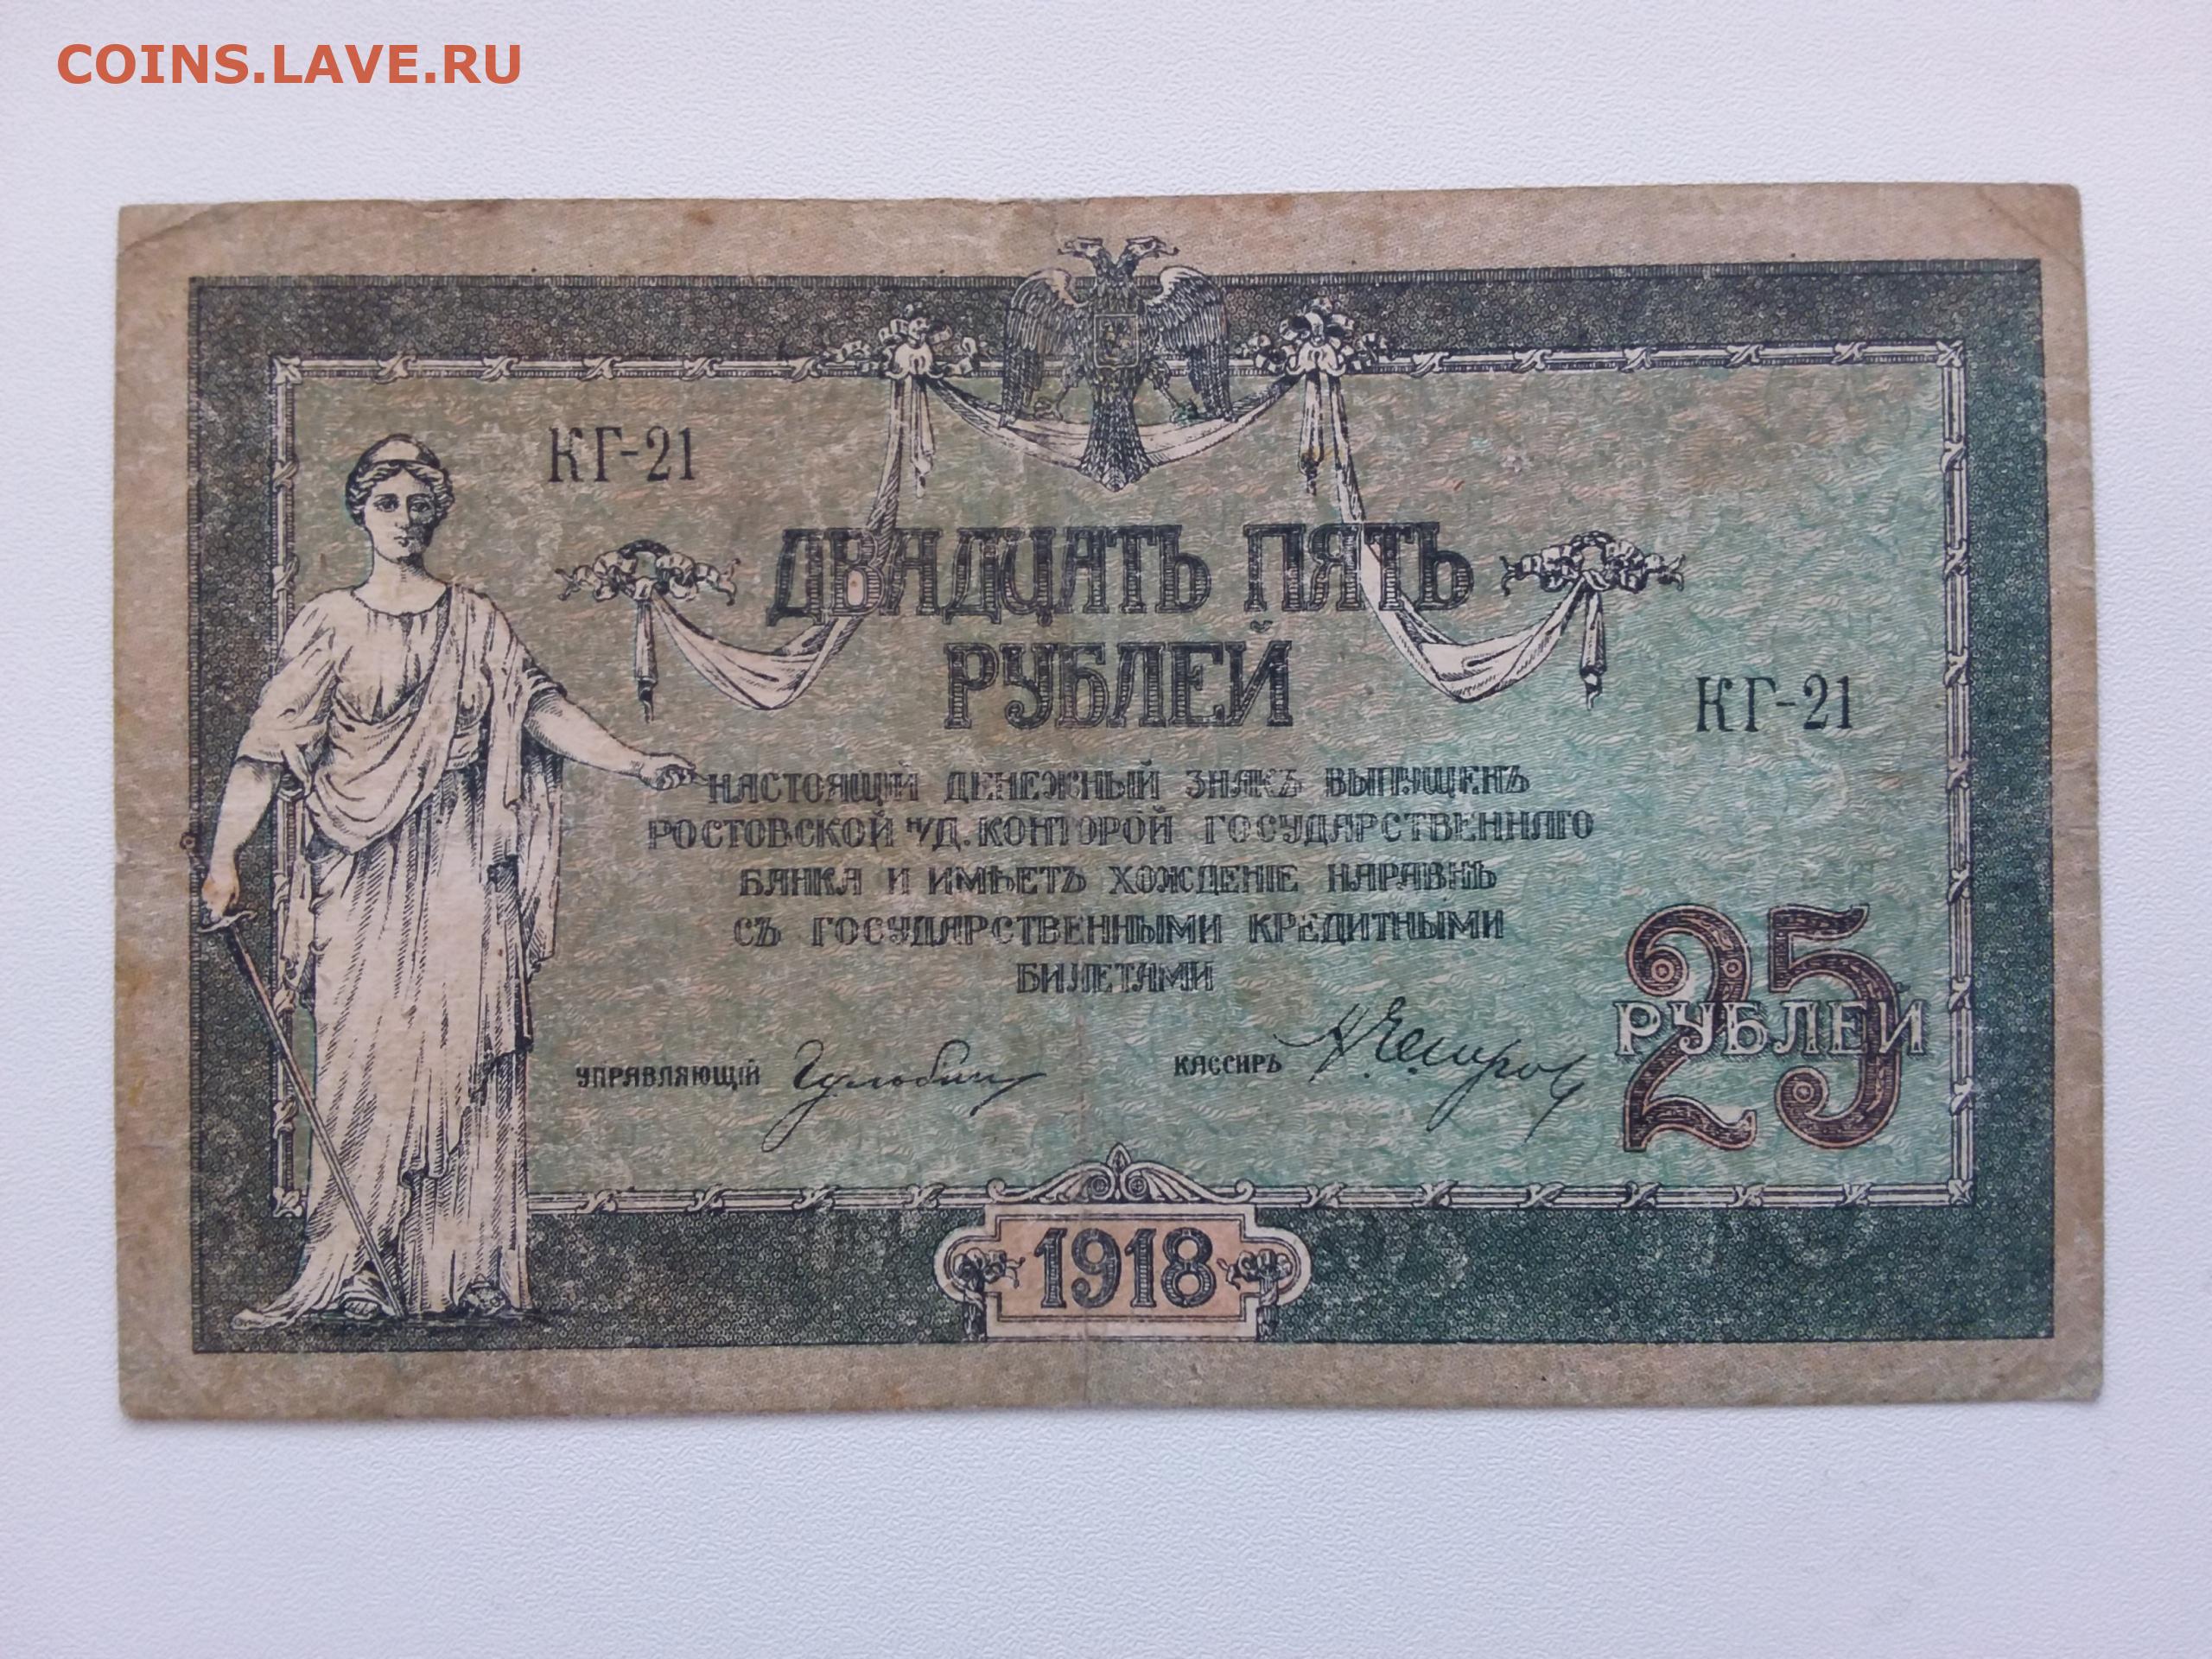 COINS.LAVE.RU
КГ-21
ДВАДЦАТЬ ПЯТЬ
РУБЛЕЙ
КГ-21
НАСТОЯЩІЙ ДЕНЕЖНЫЙ ЗНАКЪ ВЫПУЩЕНЪ
РОСТОВСКОЙ Н/Д. КОНТОРОЙ ГОСУДАРСТВЕННАГО
БАНКА И ИМѢЕТЪ ХОЖДЕНІЕ НАРАВНѢ
СЪ ГОСУДАРСТВЕННЫМИ КРЕДИТНЫМИ
БИЛЕТАМИ
25
РУБЛЕЙ
УПРАВЛЯЮЩІЙ Гульбин КАССИРЪ
1918